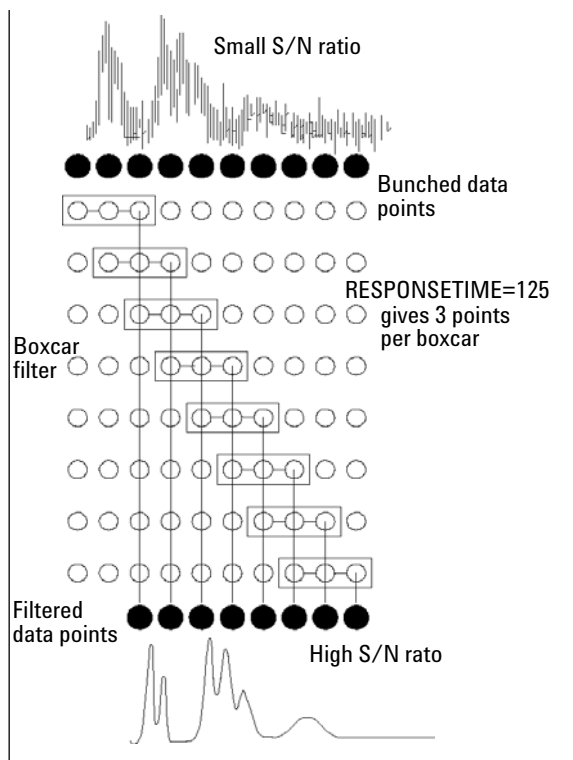 Small S/N ratio
Bunched data
points
RESPONSETIME=125
gives 3 points
per boxcar
Boxcar
filter
Filtered
data points
High S/N rato